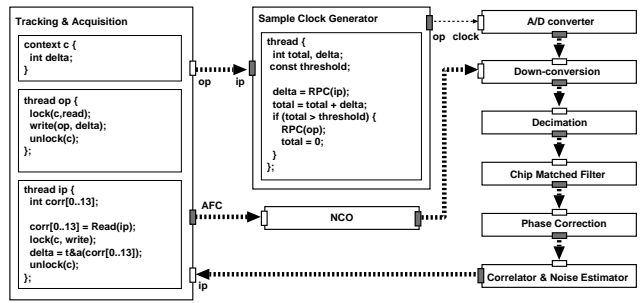 Tracking & Acquisition
context c {
int delta;
}
thread op {
lock(c,read);
write(op, delta);
unlock(c);
};
thread ip {
int corr[0..13];
corr[0..13] = Read(ip);
lock(c, write);
delta = t&a(corr[0..13]);
unlock(c);
};
op
ip
Sample Clock Generator
thread {
int total, delta;
const threshold;
delta = RPC(ip);
total = total + delta;
if (total > threshold) {
RPC(op);
total = 0;
}
};
op clock
AFC
NCO
ip
A/D converter
Down-conversion
Decimation
Chip Matched Filter
Phase Correction
Correlator & Noise Estimator